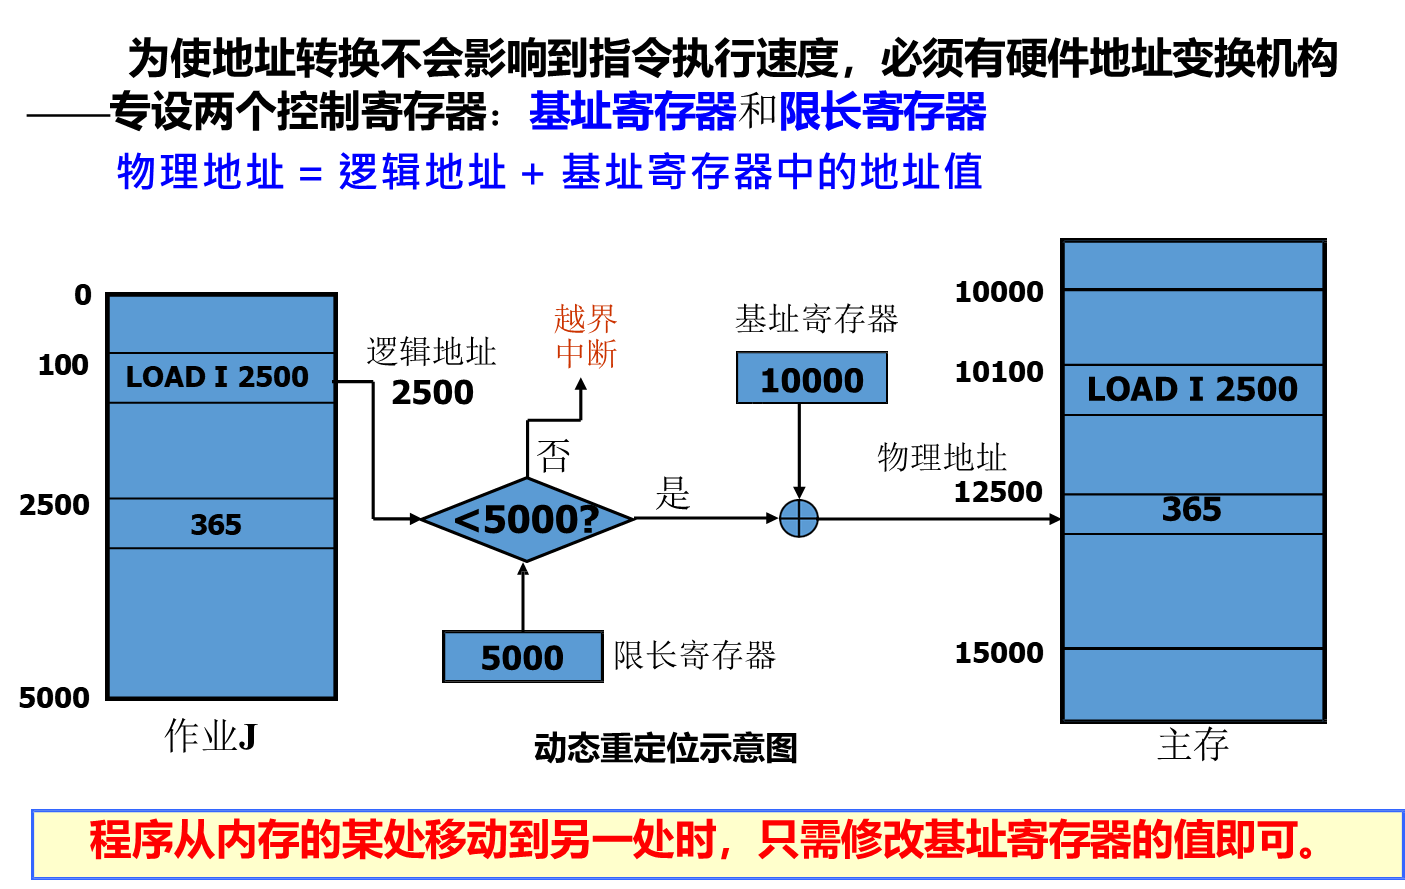 为使地址转换不会影响到指令执行速度，必须有硬件地址变换机构
——专设两个控制寄存器：基址寄存器和限长寄存器
物理地址 = 逻辑地址 + 基址寄存器中的地址值
0
100
LOAD I 2500
2500
365
5000
作业J
逻辑地址
2500
越界
中断
否
<5000?
是
5000
限长寄存器
基址寄存器
10000
物理地址
10000
10100
LOAD I 2500
12500
365
15000
主存
动态重定位示意图
程序从内存的某处移动到另一处时，只需修改基址寄存器的值即可。